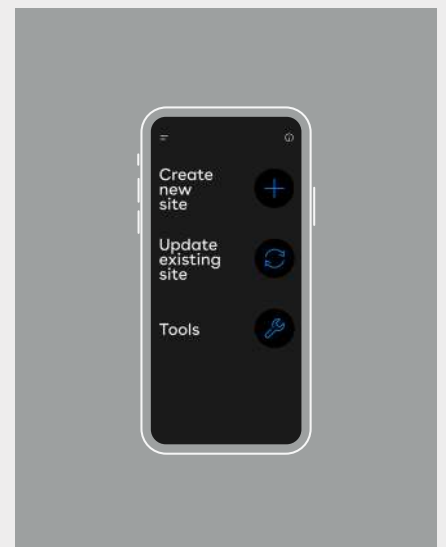 Create
new
site
Update
existing
site
Tools